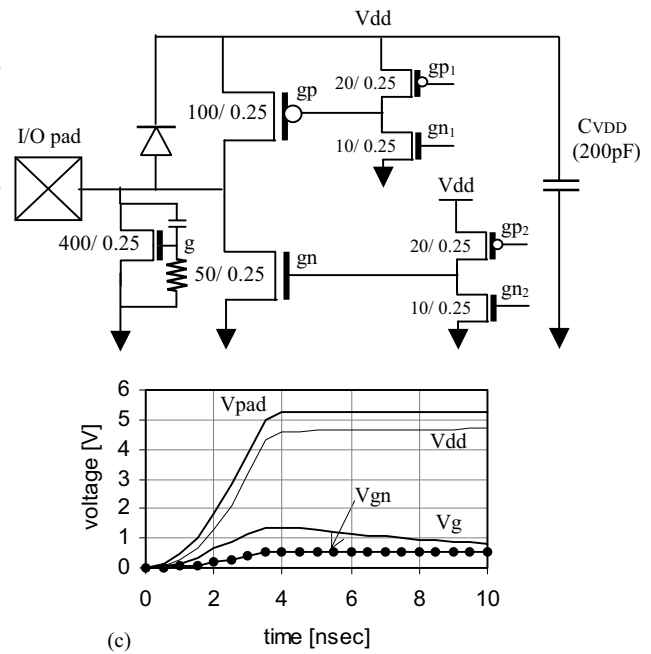 Vdd
gp₁
20/ 0.25
gp
100/ 0.25
gn₁
10/ 0.25
CVDD
(200pF)
I/O pad
Vdd
gp₂
20/ 0.25
400/ 0.25
g
gn
50/ 0.25
gn₂
10/ 0.25
6
5
4
3
2
1
0
voltage [V]
Vpad
Vdd
Vgn
Vg
0 2 4 6 8 10
(c)
time [nsec]